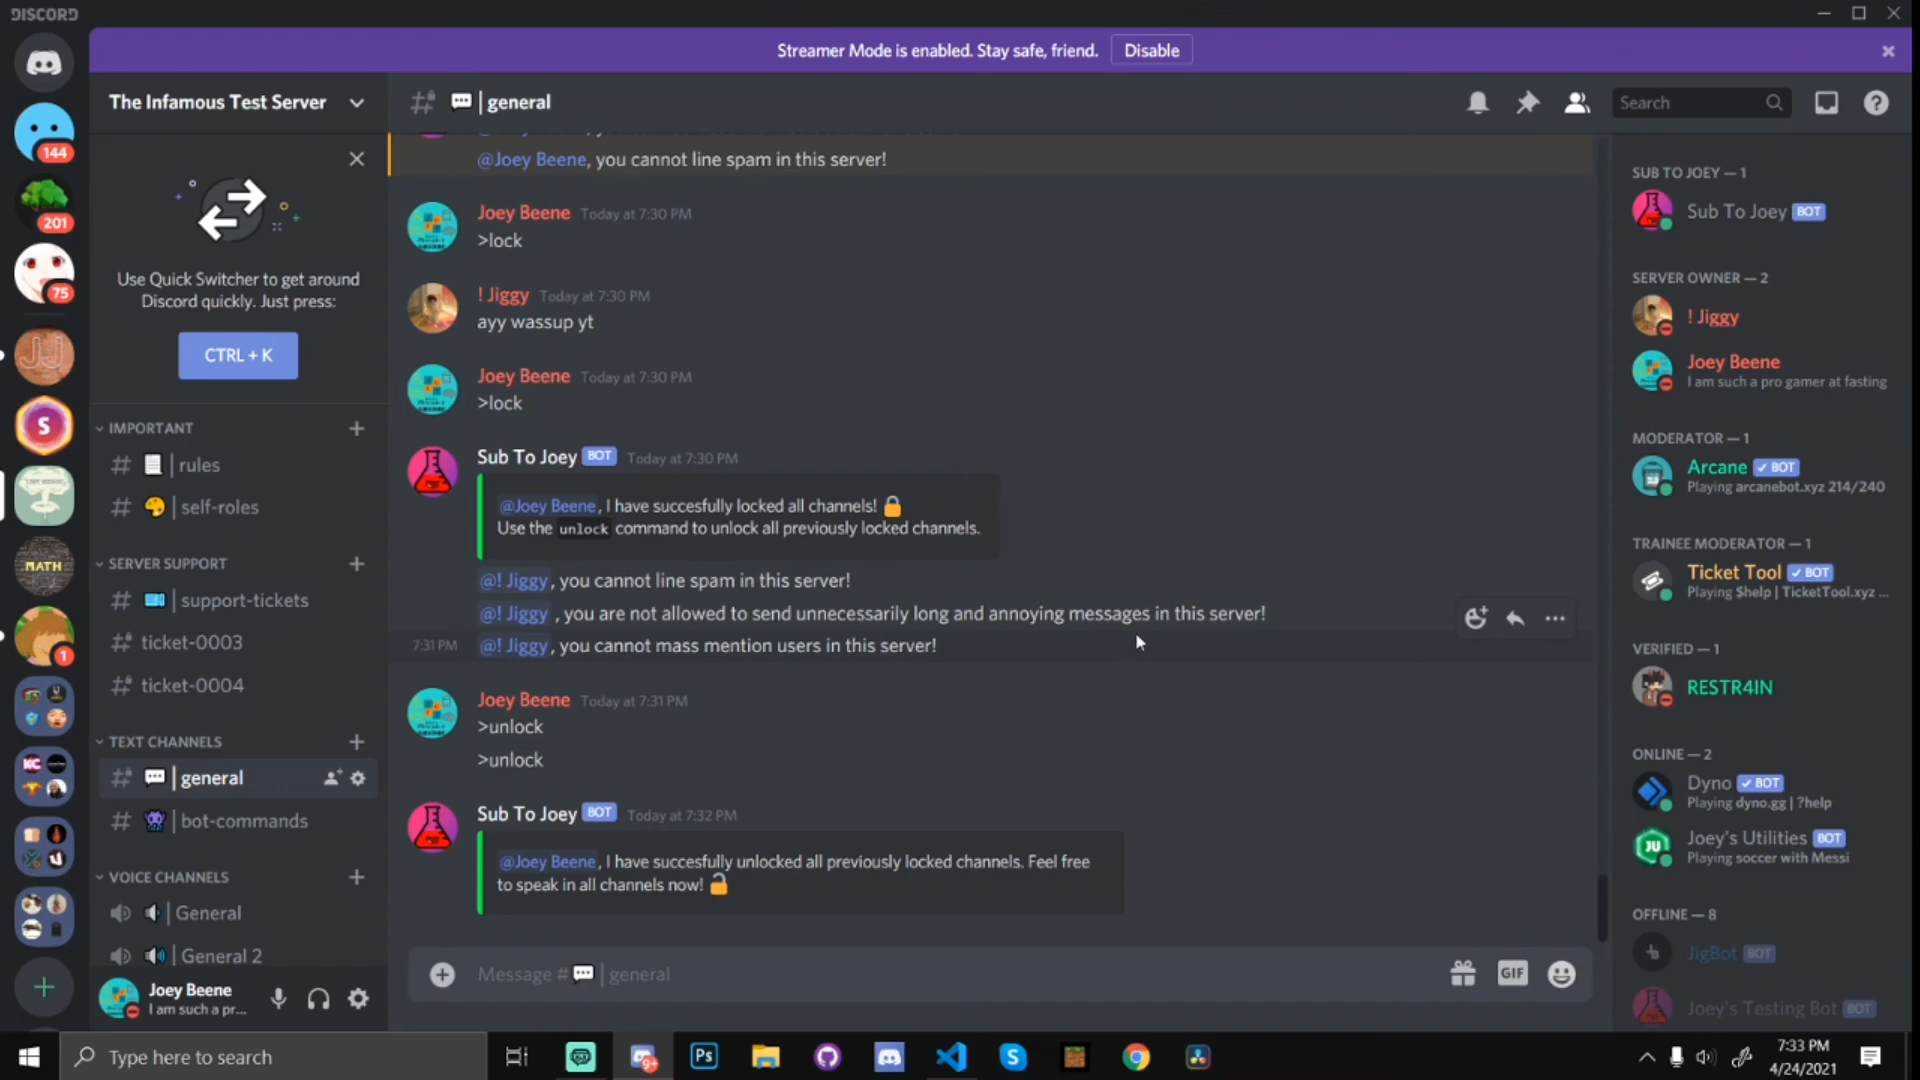 DISCORD
Streamer Mode is enabled. Stay safe, friend. Disable
The Infamous Test Server
general
Search
144
201
75
JJ
S
MATH
1
KC
Use Quick Switcher to get around
Discord quickly. Just press:
CTRL + K
IMPORTANT
rules
self-roles
SERVER SUPPORT
support-tickets
ticket-0003
ticket-0004
TEXT CHANNELS
general
bot-commands
VOICE CHANNELS
General
General 2
Joey Beene
I am such a pr...
@Joey Beene, you cannot line spam in this server!
Joey Beene Today at 7:30 PM
>lock
! Jiggy Today at 7:30 PM
ayy wassup yt
Joey Beene Today at 7:30 PM
>lock
Sub To Joey BOT Today at 7:30 PM
@Joey Beene, I have succesfully locked all channels!
Use the unlock command to unlock all previously locked channels.
@! Jiggy, you cannot line spam in this server!
@! Jiggy , you are not allowed to send unnecessarily long and annoying messages in this server!
7:31 PM @! Jiggy, you cannot mass mention users in this server!
Joey Beene Today at 7:31 PM
>unlock
>unlock
Sub To Joey BOT Today at 7:32 PM
@Joey Beene, I have succesfully unlocked all previously locked channels. Feel free
to speak in all channels now!
Message # general
GIF
SUB TO JOEY — 1
Sub To Joey BOT
SERVER OWNER — 2
! Jiggy
Joey Beene
I am such a pro gamer at fasting
MODERATOR — 1
Arcane BOT
Playing arcanebot.xyz 214/240
TRAINEE MODERATOR — 1
Ticket Tool BOT
Playing $help | TicketTool.xyz ...
VERIFIED — 1
RESTR4IN
ONLINE — 2
Dyno BOT
Playing dyno.gg | ?help
Joey's Utilities BOT
JU
Playing soccer with Messi
OFFLINE — 8
JigBot BOT
Joey's Testing Bot BOT
Type here to search
9+
Ps
S
7:33 PM
4/24/2021